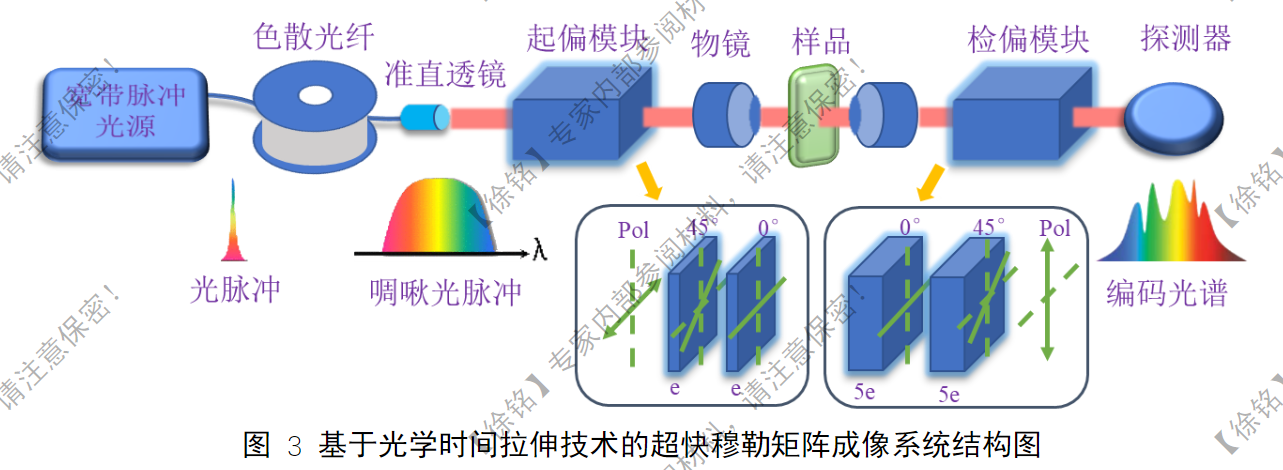 色散光纤
起偏模块
物镜
样品
检偏模块
探测器
准直透镜
宽带脉冲
光源
Pol
45°
0°
0°
45°
Pol
λ
光脉冲
啁啾光脉冲
编码光谱
e
e
5e
5e
图 3 基于光学时间拉伸技术的超快穆勒矩阵成像系统结构图
请注意保密！
【徐铭】专家内部参阅材料，请注意保密！
【徐铭】专家内部参阅材料，请注意保密！
【徐铭】